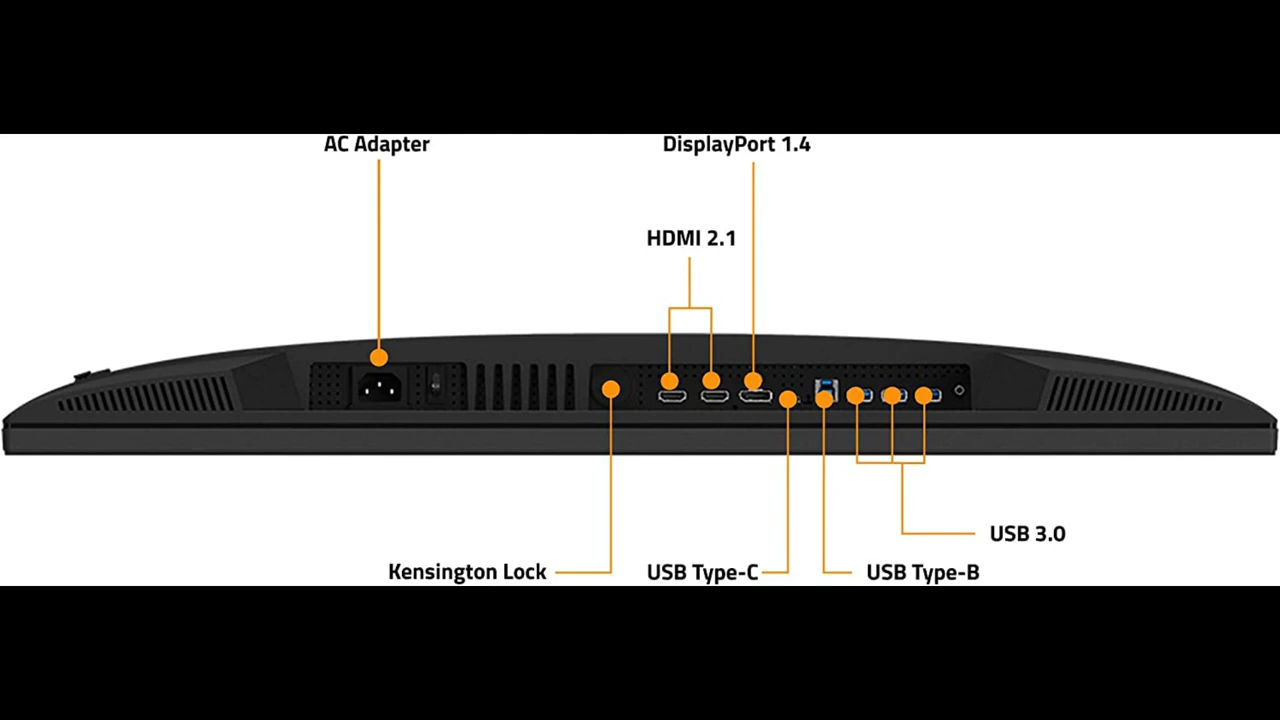 AC Adapter
DisplayPort 1.4
HDMI 2.1
USB 3.0
Kensington Lock
USB Type-C
USB Type-B